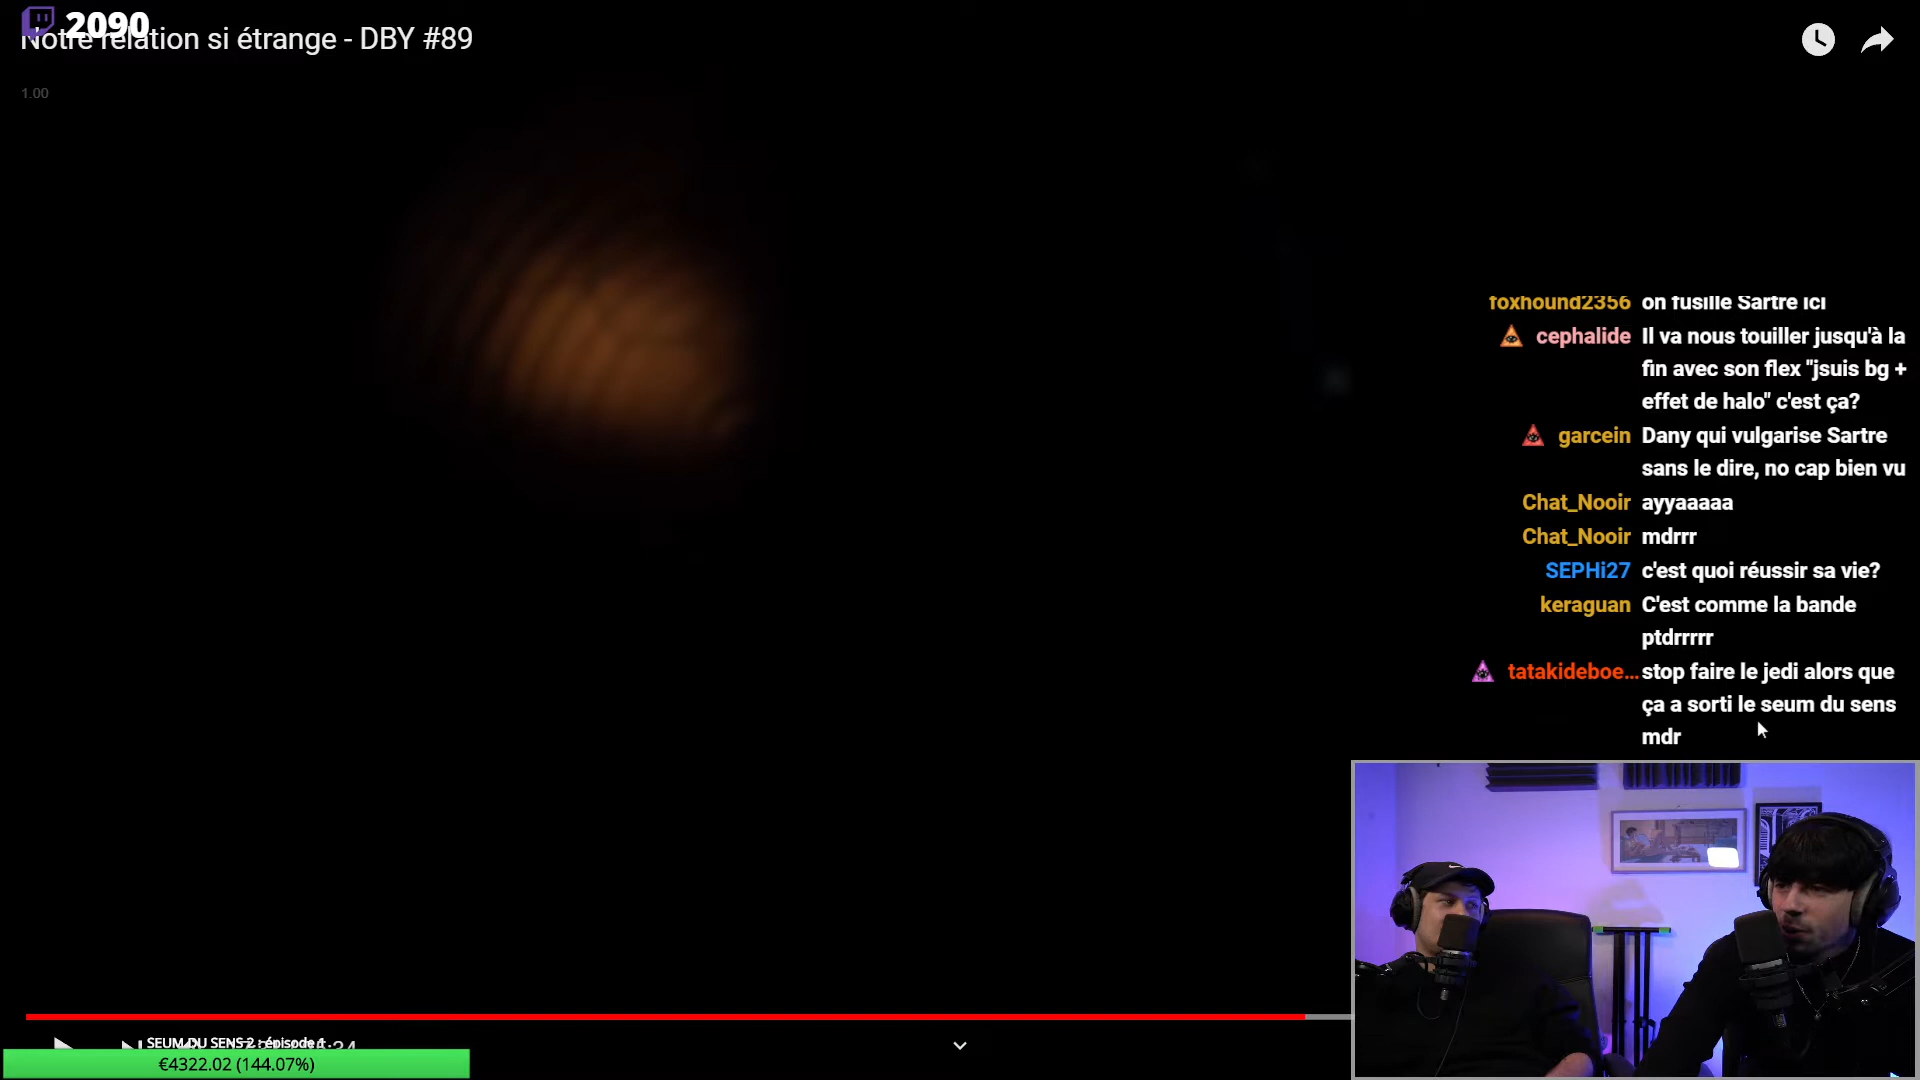 2090
Notre relation si étrange - DBY #89
1.00
foxhound2356 on fusille Sartre ici
cephalide Il va nous touiller jusqu'à la
fin avec son flex "jsuis bg +
effet de halo" c'est ça?
garcein Dany qui vulgarise Sartre
sans le dire, no cap bien vu
Chat_Nooir ayyaaaaa
Chat_Nooir mdrrr
SEPHi27 c'est quoi réussir sa vie?
keraguan C'est comme la bande
ptdrrrrr
tatakideboe... stop faire le jedi alors que
ça a sorti le seum du sens
mdr
SEUM DU SENS 2 : épisode 1
€4322.02 (144.07%)